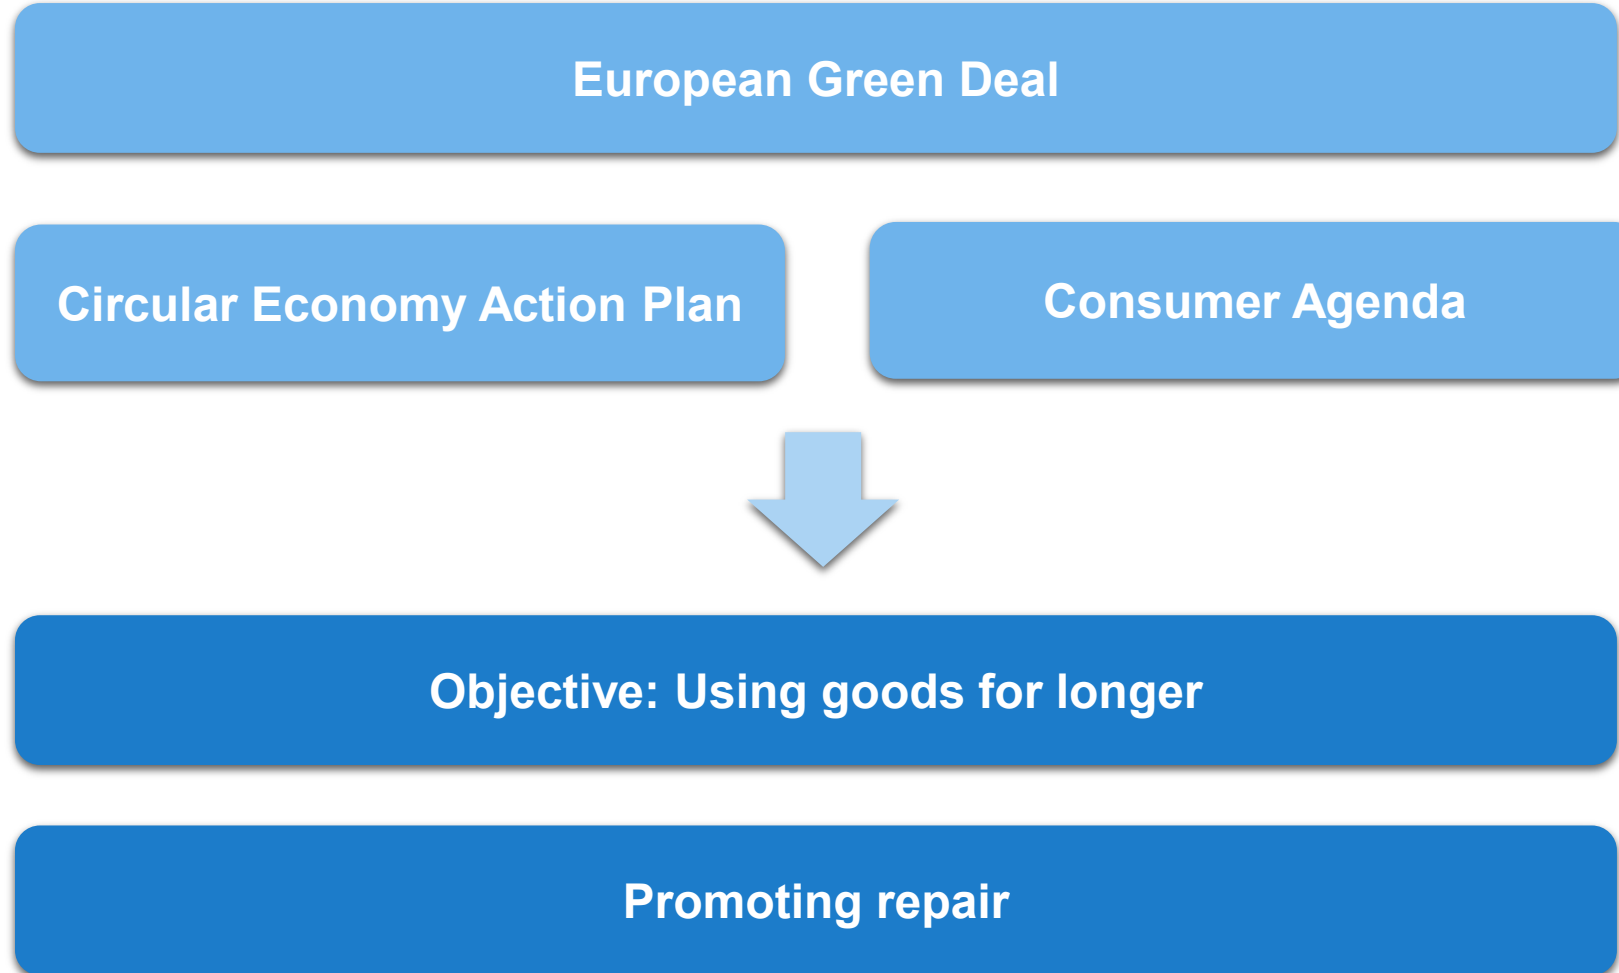 European Green Deal
Circular Economy Action Plan
Consumer Agenda
Objective: Using goods for longer
Promoting repair